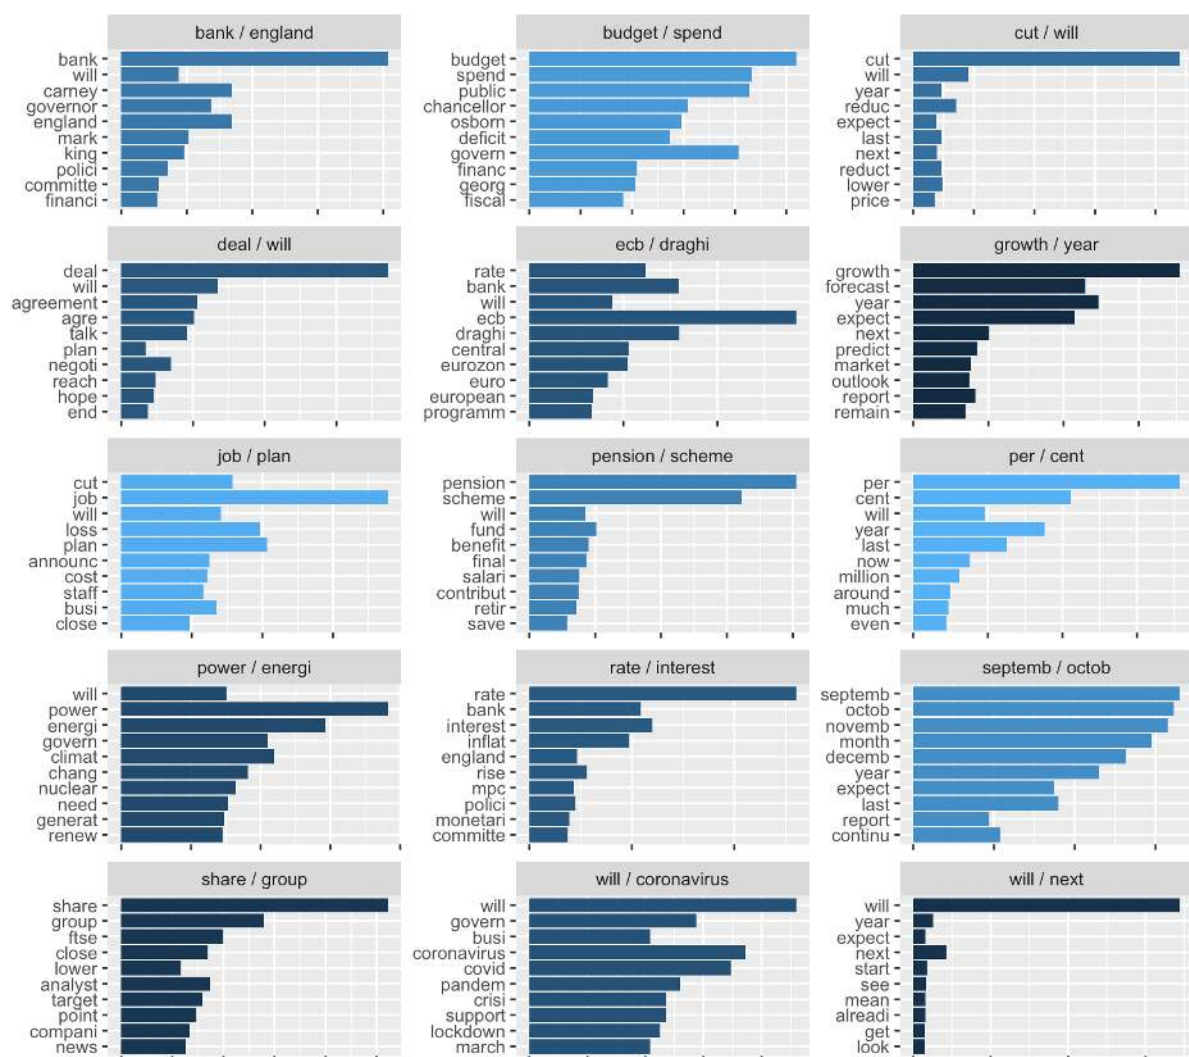 bank / england
bank
will
carney
governor
england
mark
king
polici
committe
financi
budget / spend
budget
spend
public
chancellor
osborn
deficit
govern
financ
georg
fiscal
cut / will
cut
will
year
reduc
expect
last
next
reduct
lower
price
deal / will
deal
will
agreement
agre
talk
plan
negoti
reach
hope
end
ecb / draghi
rate
bank
will
ecb
draghi
central
eurozon
euro
european
programm
growth / year
growth
forecast
year
expect
next
predict
market
outlook
report
remain
job / plan
cut
job
will
loss
plan
announc
cost
staff
busi
close
pension / scheme
pension
scheme
will
fund
benefit
final
salari
contribut
retir
save
per / cent
per
cent
will
year
last
now
million
around
much
even
power / energi
will
power
energi
govern
climat
chang
nuclear
need
generat
renew
rate / interest
rate
bank
interest
inflat
england
rise
mpc
polici
monetari
committe
septemb / octob
septemb
octob
novemb
month
decemb
year
expect
last
report
continu
share / group
share
group
ftse
close
lower
analyst
target
point
compani
news
will / coronavirus
will
govern
busi
coronavirus
covid
pandem
crisi
support
lockdown
march
will / next
will
year
expect
next
start
see
mean
alreadi
get
look